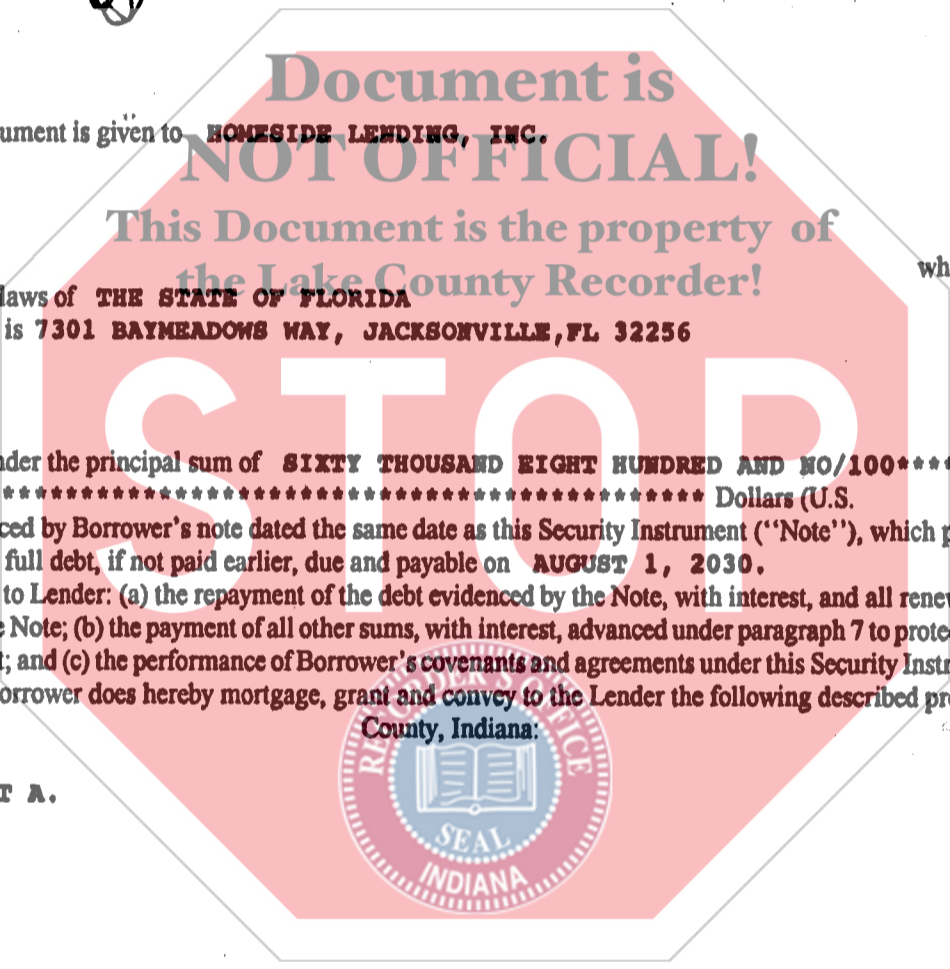 Document is
ument is given to HOMESIDE LENDING, INC.
NOT OFFICIAL!
This Document is the property of
wh
the Lake County Recorder!
laws of THE STATE OF FLORIDA
is 7301 BAYMEADOWS WAY, JACKSONVILLE,FL 32256
STOP
nder the principal sum of SIXTY THOUSAND EIGHT HUNDRED AND NO/100****
**************************************************** Dollars (U.S.
ced by Borrower's note dated the same date as this Security Instrument ("Note"), which p
full debt, if not paid earlier, due and payable on AUGUST 1, 2030.
to Lender: (a) the repayment of the debt evidenced by the Note, with interest, and all renew
Note; (b) the payment of all other sums, with interest, advanced under paragraph 7 to prote
t; and (c) the performance of Borrower's covenants and agreements under this Security Instr
orrower does hereby mortgage, grant and convey to the Lender the following described pr
County, Indiana:
RECORDER'S OFFICE
SEAL
INDIANA
T A.